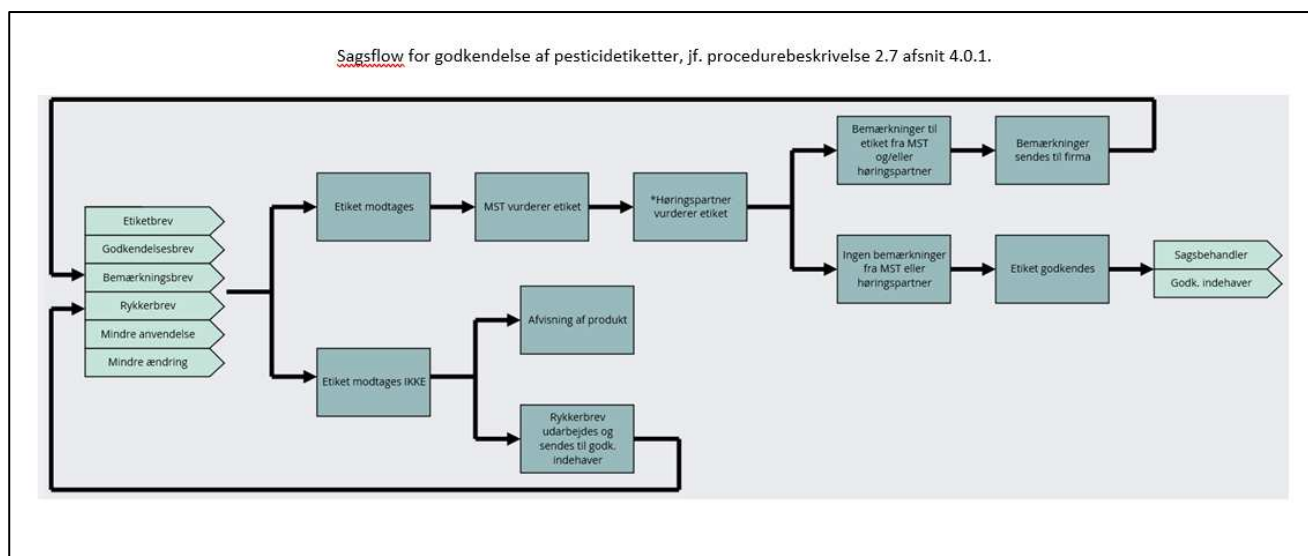 Sagsflow for godkendelse af pesticidetiketter, jf. procedurebeskrivelse 2.7 afsnit 4.0.1.
Etiketbrev
Godkendelsesbrev
Bemærkningsbrev
Rykkerbrev
Mindre anvendelse
Mindre ændring
Etiket modtages
MST vurderer etiket
*Høringspartner
vurderer etiket
Bemærkninger til
etiket fra MST
og/eller
høringspartner
Bemærkninger
sendes til firma
Ingen bemærkninger
fra MST eller
høringspartner
Etiket godkendes
Sagsbehandler
Godk. indehaver
Etiket modtages IKKE
Afvisning af produkt
Rykkerbrev
udarbejdes og
sendes til godk.
indehaver